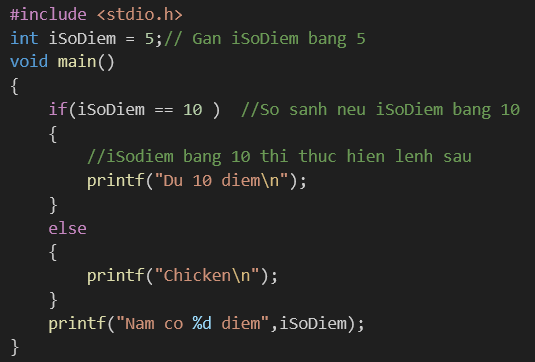 #include <stdio.h>
int iSoDiem = 5;// Gan iSoDiem bang 5
void main()
{
    if(iSoDiem == 10 )  //So sanh neu iSoDiem bang 10
    {
        //iSodiem bang 10 thi thuc hien lenh sau
        printf("Du 10 diem\n");
    }
    else
    {
        printf("Chicken\n");
    }
    printf("Nam co %d diem",iSoDiem);
}